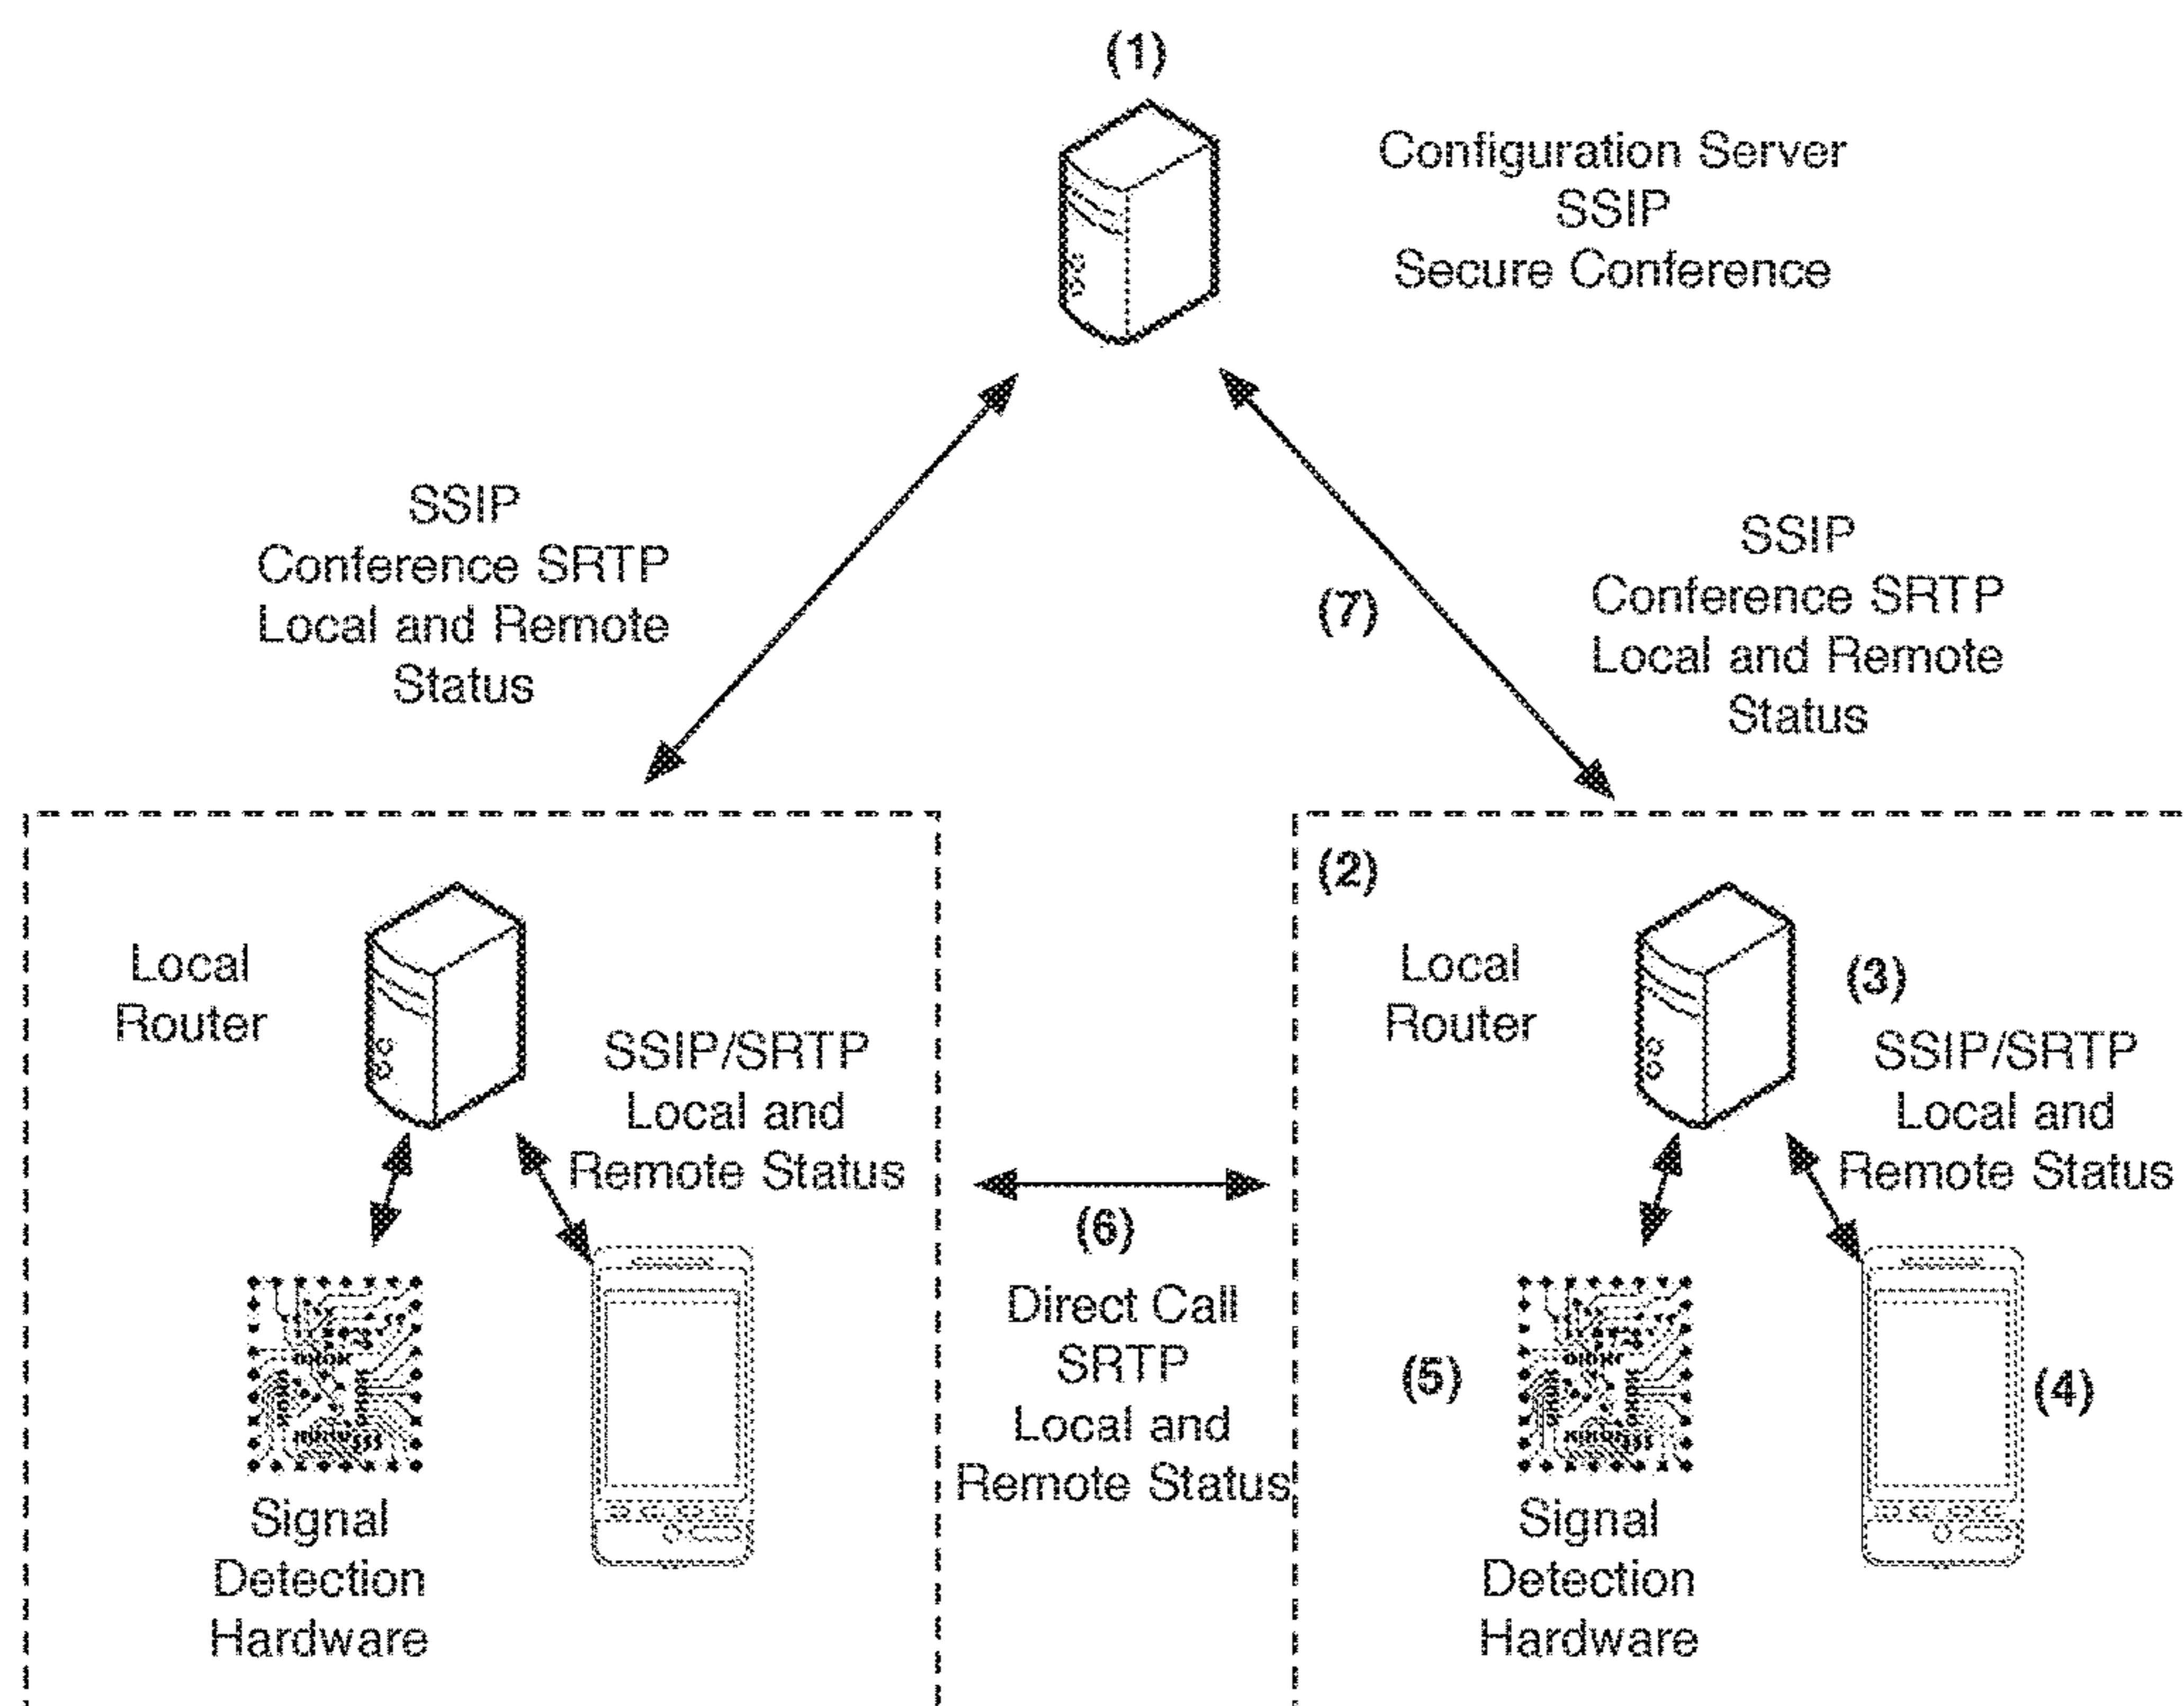 (1)
Configuration Server
SSIP
Secure Conference
SSIP
Conference SRTP
Local and Remote
Status
(7)
SSIP
Conference SRTP
Local and Remote
Status
Local
Router
SSIP/SRTP
Local and
Remote Status
Signal
Detection
Hardware
(6)
Direct Call
SRTP
Local and
Remote Status
(2)
Local
Router
(3)
SSIP/SRTP
Local and
Remote Status
(5)
(4)
Signal
Detection
Hardware